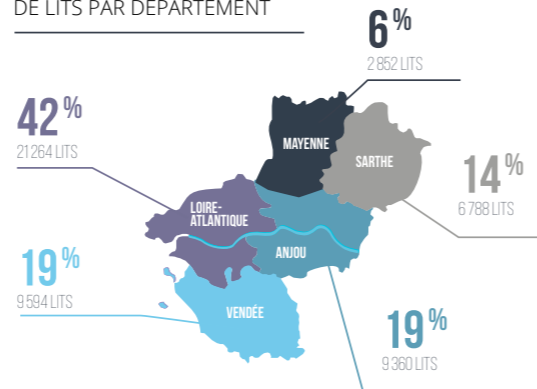 DE LITS PAR DÉPARTEMENT
6%
2 852 LITS
42%
21 264 LITS
MAYENNE
SARTHE
14%
6 788 LITS
LOIRE-
ATLANTIQUE
ANJOU
19%
9 594 LITS
VENDÉE
19%
9 360 LITS